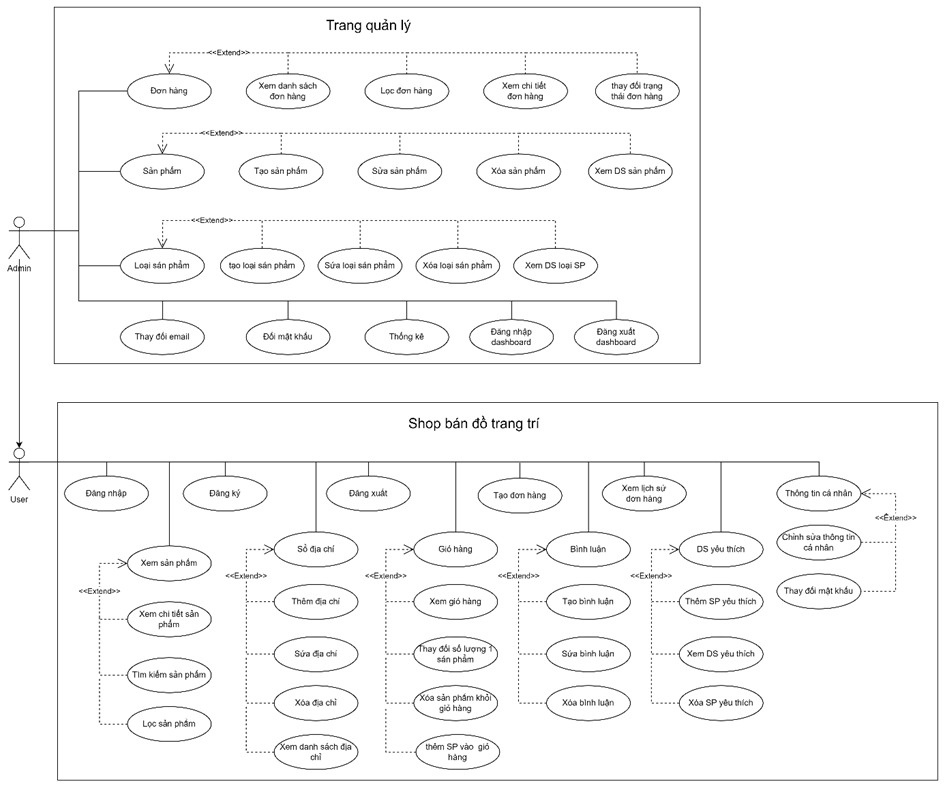 Trang quản lý
<<Extend>>
Đơn hàng
Xem danh sách
đơn hàng
Lọc đơn hàng
Xem chi tiết
đơn hàng
thay đổi trạng
thái đơn hàng
<<Extend>>
Sản phẩm
Tạo sản phẩm
Sửa sản phẩm
Xóa sản phẩm
Xem DS sản phẩm
<<Extend>>
Loại sản phẩm
tạo loại sản phẩm
Sửa loại sản phẩm
Xóa loại sản phẩm
Xem DS loại SP
Admin
Thay đổi email
Đổi mật khẩu
Thống kê
Đăng nhập
dashboard
Đăng xuất
dashboard
Shop bán đồ trang trí
User
Đăng nhập
Đăng ký
Đăng xuất
Tạo đơn hàng
Xem lịch sử
đơn hàng
Thông tin cá nhân
<<Extend>>
Chỉnh sửa thông tin
cá nhân
Thay đổi mật khẩu
Xem sản phẩm
<<Extend>>
Xem chi tiết sản
phẩm
Tìm kiếm sản phẩm
Lọc sản phẩm
Sổ địa chỉ
<<Extend>>
Thêm địa chỉ
Sửa địa chỉ
Xóa địa chỉ
Xem danh sách địa
chỉ
Giỏ hàng
<<Extend>>
Xem giỏ hàng
Thay đổi số lượng 1
sản phẩm
Xóa sản phẩm khỏi
giỏ hàng
thêm SP vào giỏ
hàng
Bình luận
<<Extend>>
Tạo bình luận
Sửa bình luận
Xóa bình luận
DS yêu thích
<<Extend>>
Thêm SP yêu thích
Xem DS yêu thích
Xóa SP yêu thích